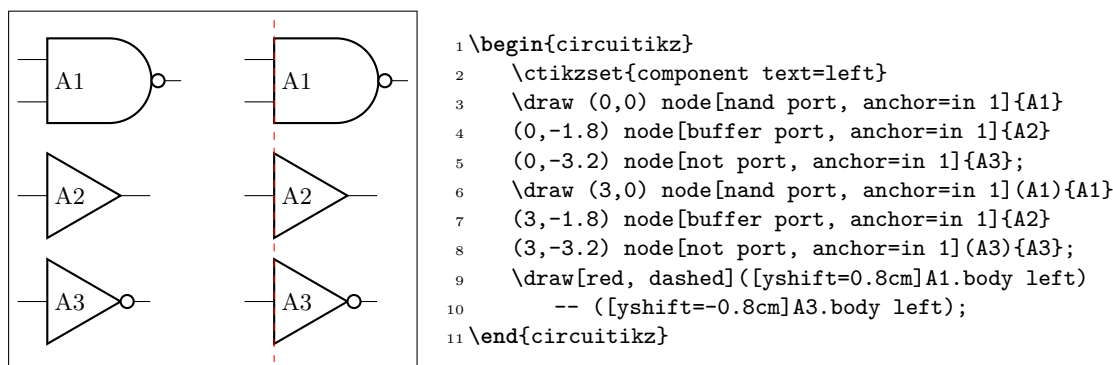 A1 A1
A2 A2
A3 A3
1 \begin{circuitikz}
2 \ctikzset{component text=left}
3 \draw (0,0) node[nand port, anchor=in 1]{A1}
4 (0,-1.8) node[buffer port, anchor=in 1]{A2}
5 (0,-3.2) node[not port, anchor=in 1]{A3};
6 \draw (3,0) node[nand port, anchor=in 1](A1){A1}
7 (3,-1.8) node[buffer port, anchor=in 1]{A2}
8 (3,-3.2) node[not port, anchor=in 1](A3){A3};
9 \draw[red, dashed]([yshift=0.8cm]A1.body left)
10 -- ([yshift=-0.8cm]A3.body left);
11 \end{circuitikz}